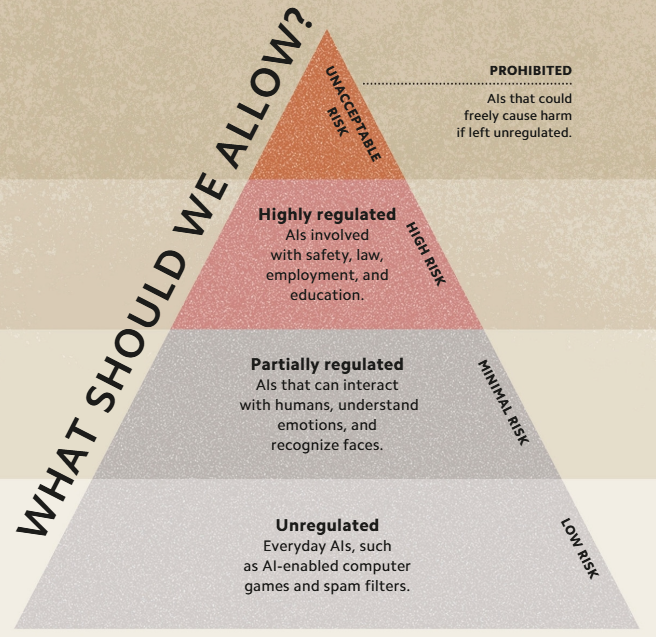 WHAT SHOULD WE ALLOW?
UNACCEPTABLE
RISK
PROHIBITED
AIs that could
freely cause harm
if left unregulated.
Highly regulated
AIs involved
with safety, law,
employment, and
education.
HIGH RISK
Partially regulated
AIs that can interact
with humans, understand
emotions, and
recognize faces.
MINIMAL RISK
Unregulated
Everyday AIs, such
as AI-enabled computer
games and spam filters.
LOW RISK